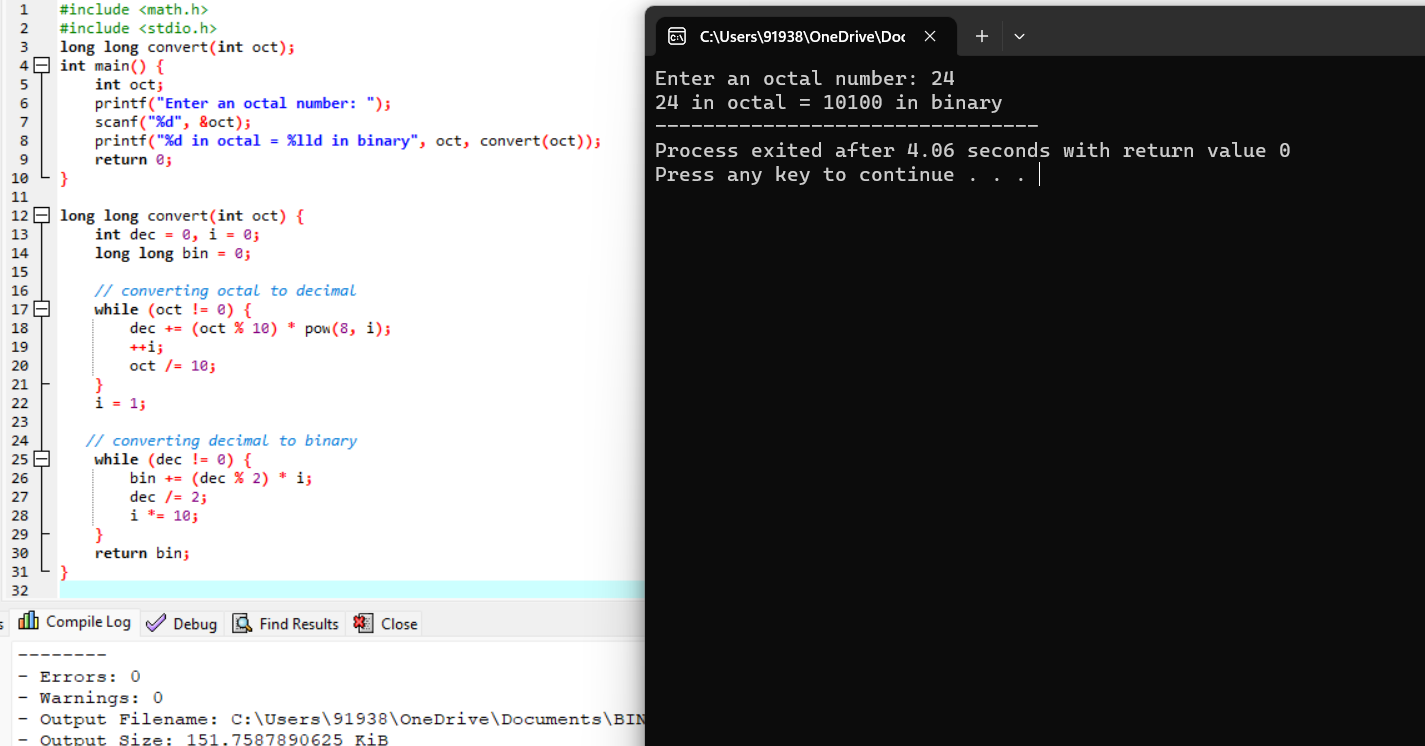 1 #include <math.h>
2 #include <stdio.h>
3 long long convert(int oct);
4 int main() {
5 int oct;
6 printf("Enter an octal number: ");
7 scanf("%d", &oct);
8 printf("%d in octal = %lld in binary", oct, convert(oct));
9 return 0;
10 }
11
12 long long convert(int oct) {
13 int dec = 0, i = 0;
14 long long bin = 0;
15
16 // converting octal to decimal
17 while (oct != 0) {
18 dec += (oct % 10) * pow(8, i);
19 ++i;
20 oct /= 10;
21 }
22 i = 1;
23
24 // converting decimal to binary
25 while (dec != 0) {
26 bin += (dec % 2) * i;
27 dec /= 2;
28 i *= 10;
29 }
30 return bin;
31 }
32
s Compile Log Debug Find Results Close
--------
- Errors: 0
- Warnings: 0
- Output Filename: C:\Users\91938\OneDrive\Documents\BIN
- Output Size: 151.7587890625 KiB
C:\Users\91938\OneDrive\Doc
Enter an octal number: 24
24 in octal = 10100 in binary
--------------------------------
Process exited after 4.06 seconds with return value 0
Press any key to continue . . .